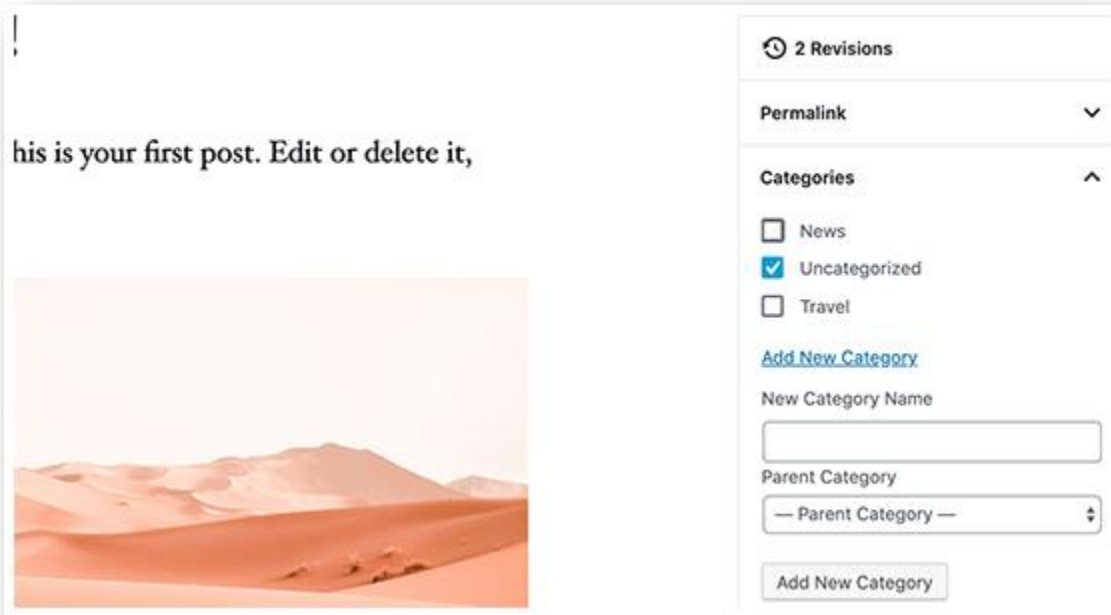 !
his is your first post. Edit or delete it,
2 Revisions
Permalink
Categories
News
Uncategorized
Travel
Add New Category
New Category Name
Parent Category
— Parent Category —
Add New Category